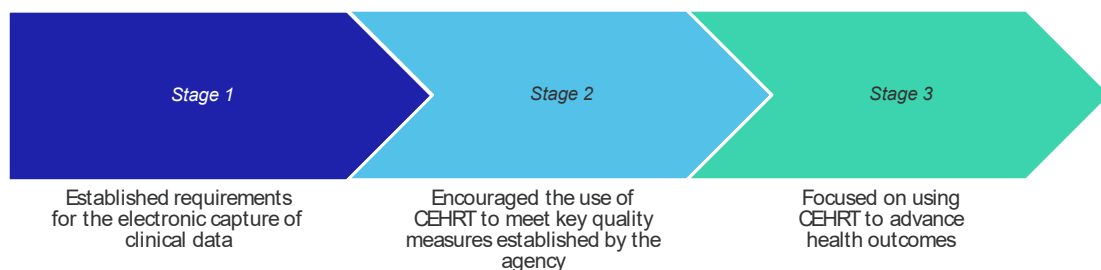 Stage 1
Stage 2
Stage 3
Established requirements
for the electronic capture of
clinical data
Encouraged the use of
CEHRT to meet key quality
measures established by the
agency
Focused on using
CEHRT to advance
health outcomes